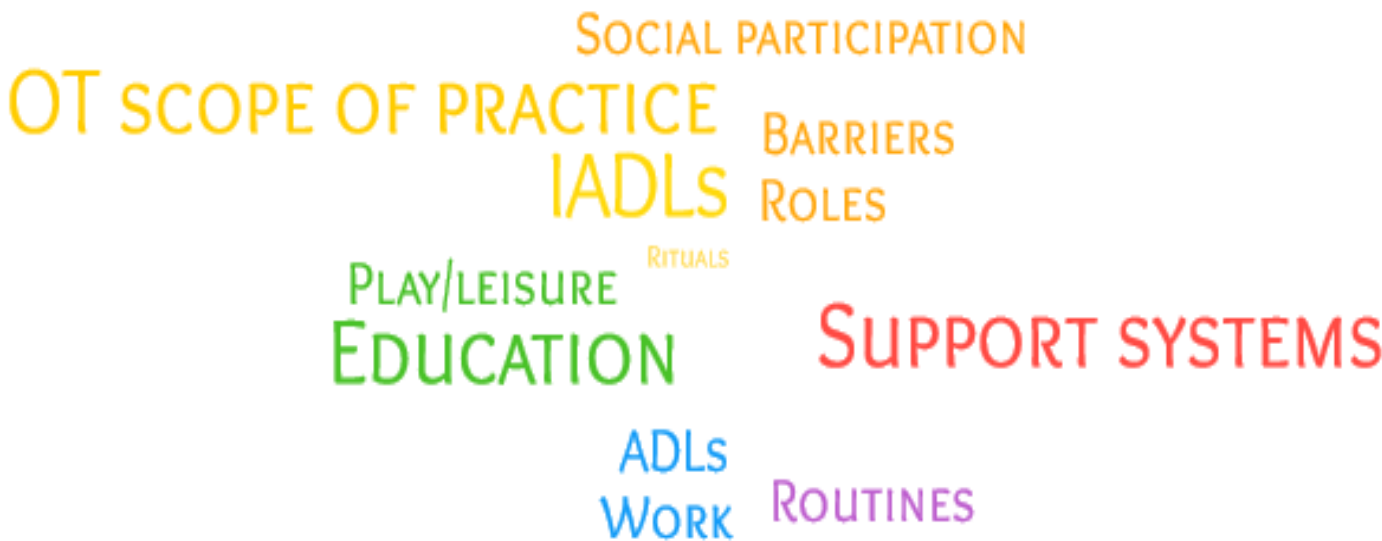 Social participation
OT scope of practice
Barriers
IADLs
Roles
Rituals
Play/leisure
Education
Support systems
ADLs
Work
Routines